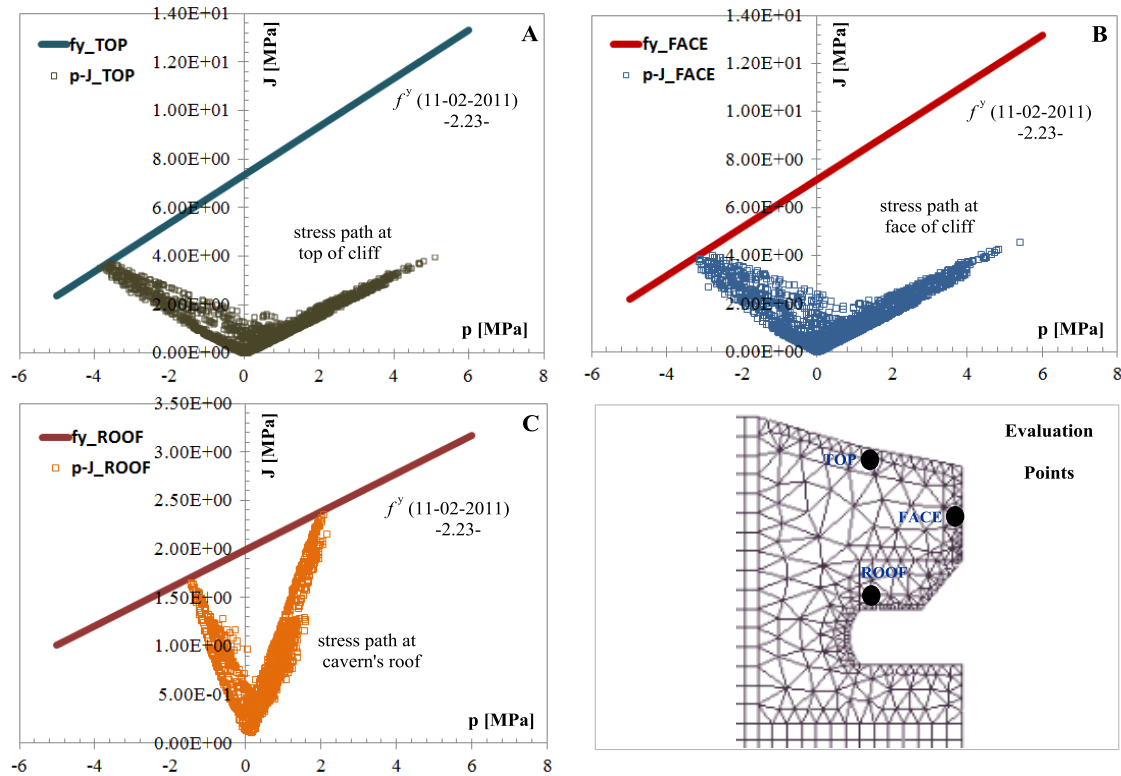 1.40E+01
1.20E+01
1.00E+01
8.00E+00
6.00E+00
4.00E+00
2.00E+00
0.00E+00
-6 -4 -2 0 2 4 6 8
J [MPa]
p [MPa]
A
fy_TOP
p-J_TOP
f y (11-02-2011)
-2.23-
stress path at
top of cliff
1.40E+01
1.20E+01
1.00E+01
8.00E+00
6.00E+00
4.00E+00
2.00E+00
0.00E+00
-6 -4 -2 0 2 4 6 8
J [MPa]
p [MPa]
B
fy_FACE
p-J_FACE
f y (11-02-2011)
-2.23-
stress path at
face of cliff
3.50E+00
3.00E+00
2.50E+00
2.00E+00
1.50E+00
1.00E+00
5.00E-01
0.00E+00
-6 -4 -2 0 2 4 6 8
J [MPa]
p [MPa]
C
fy_ROOF
p-J_ROOF
f y (11-02-2011)
-2.23-
stress path at
cavern's roof
Evaluation
Points
TOP
FACE
ROOF